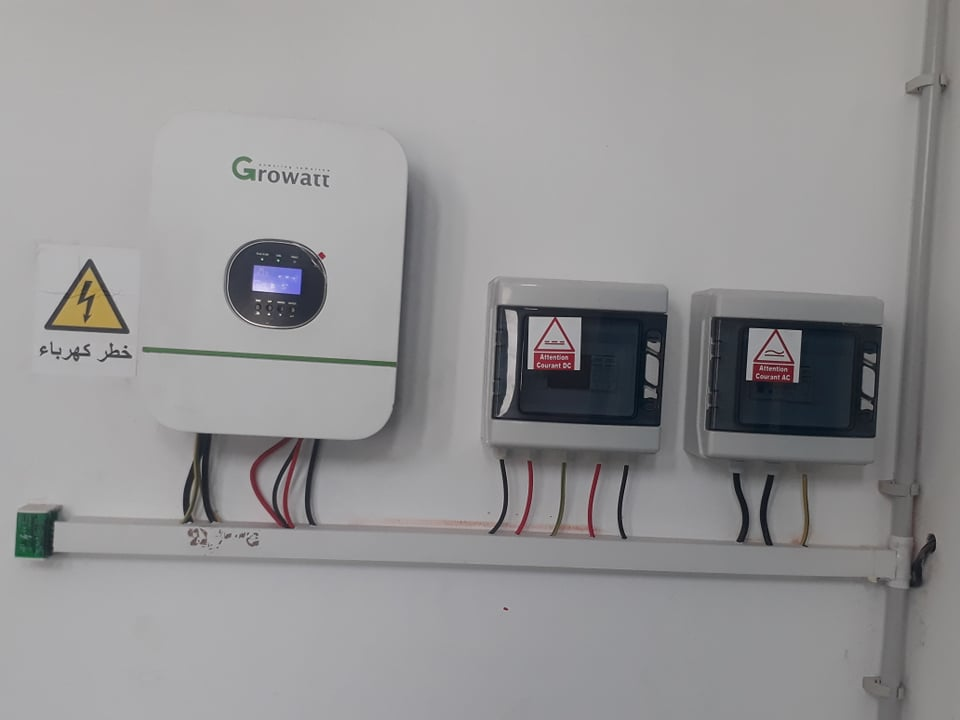 Growatt
خطر كهرباء
Attention
Courant DC
Attention
Courant AC